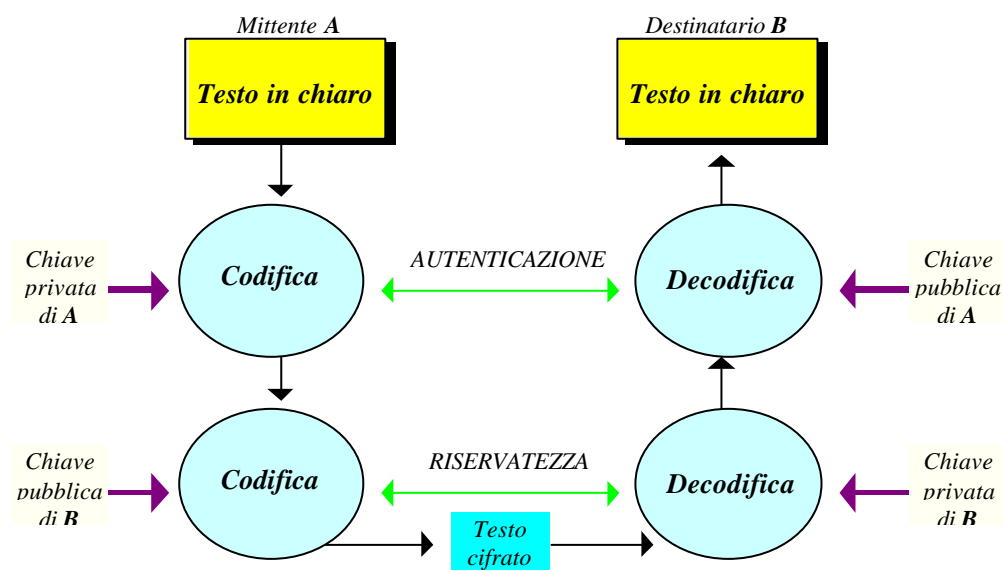 Mittente A
Destinatario B
Testo in chiaro
Testo in chiaro
Chiave
privata
di A
Codifica
AUTENTICAZIONE
Decodifica
Chiave
pubblica
di A
Chiave
pubblica
di B
Codifica
RISERVATEZZA
Decodifica
Chiave
privata
di B
Testo
cifrato